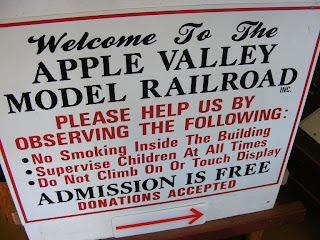 Welcome To The
APPLE VALLEY
MODEL RAILROAD INC.
PLEASE HELP US BY
OBSERVING THE FOLLOWING:
• No Smoking Inside The Building
• Supervise Children At All Times
• Do Not Climb On Or Touch Display
ADMISSION IS FREE
DONATIONS ACCEPTED